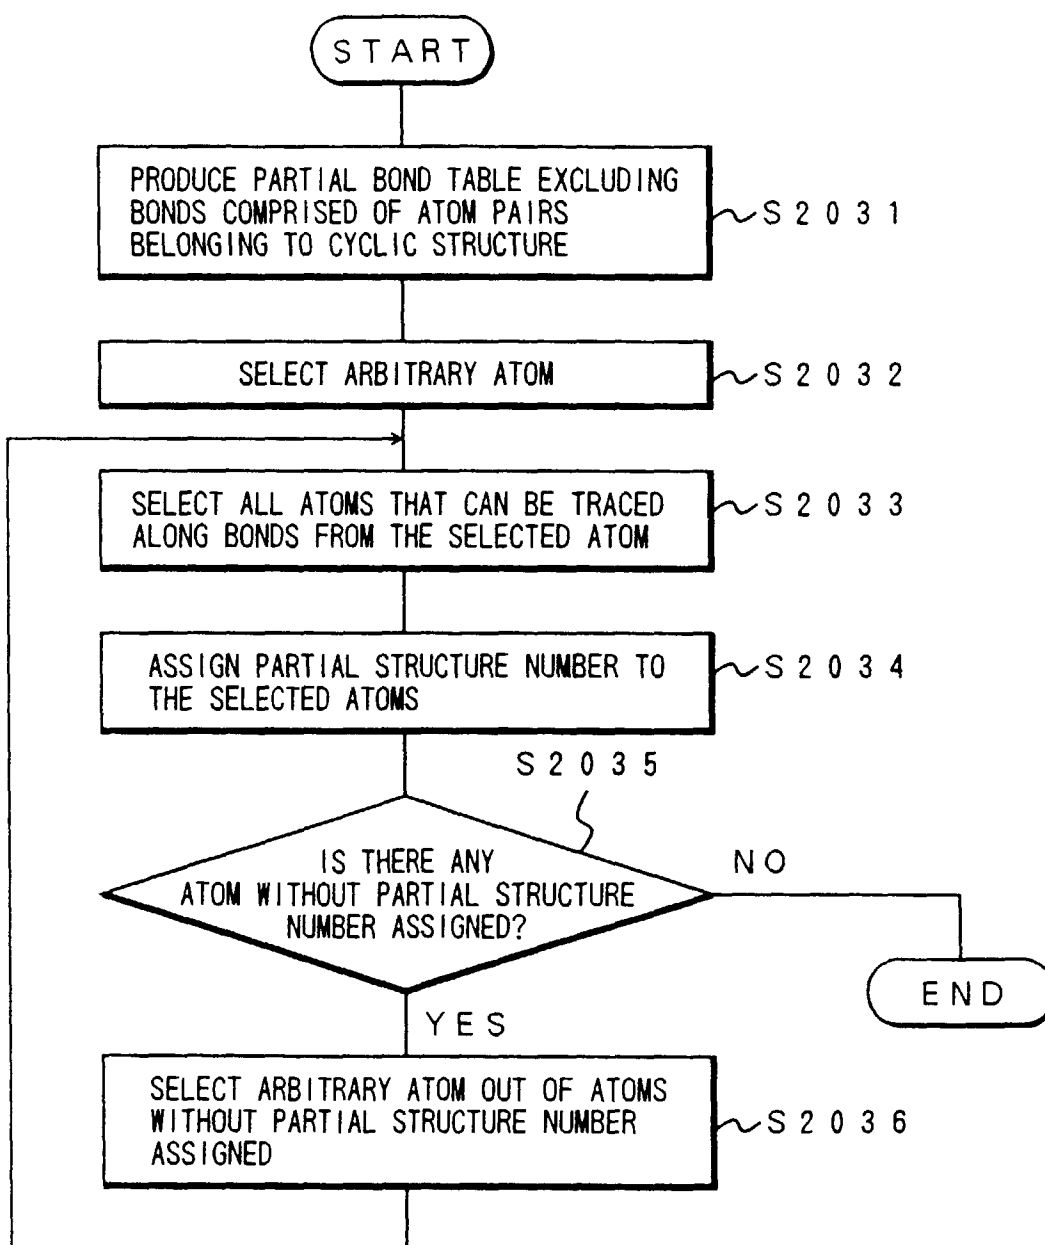 START
PRODUCE PARTIAL BOND TABLE EXCLUDING
BONDS COMPRISED OF ATOM PAIRS
BELONGING TO CYCLIC STRUCTURE
S2031
SELECT ARBITRARY ATOM
S2032
SELECT ALL ATOMS THAT CAN BE TRACED
ALONG BONDS FROM THE SELECTED ATOM
S2033
ASSIGN PARTIAL STRUCTURE NUMBER TO
THE SELECTED ATOMS
S2034
S2035
IS THERE ANY
ATOM WITHOUT PARTIAL STRUCTURE
NUMBER ASSIGNED?
NO
END
YES
SELECT ARBITRARY ATOM OUT OF ATOMS
WITHOUT PARTIAL STRUCTURE NUMBER
ASSIGNED
S2036